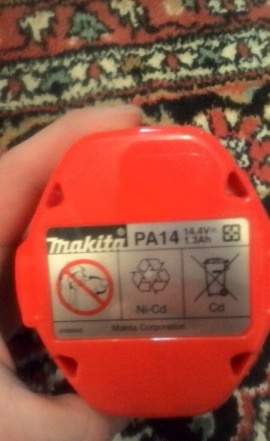 makita PA14 14.4V⎓
1.3Ah
Ni-Cd Cd
Makita Corporation